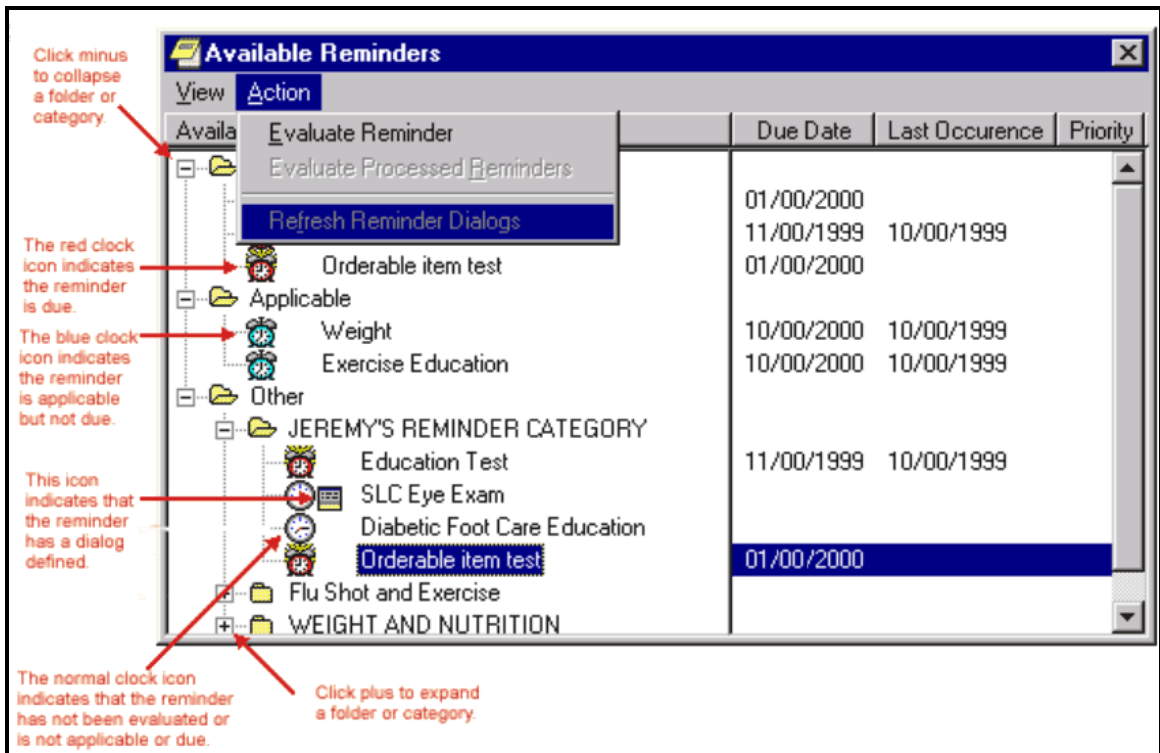 Click minus
to collapse
a folder or
category.
Available Reminders
View Action
Availa Due Date Last Occurence Priority
Evaluate Reminder
Evaluate Processed Reminders
01/00/2000
Refresh Reminder Dialogs
11/00/1999 10/00/1999
The red clock
icon indicates
the reminder
is due.
Orderable item test 01/00/2000
Applicable
The blue clock
icon indicates
the reminder
is applicable
but not due.
Weight 10/00/2000 10/00/1999
Exercise Education 10/00/2000 10/00/1999
Other
JEREMY'S REMINDER CATEGORY
Education Test 11/00/1999 10/00/1999
This icon
indicates that
the reminder
has a dialog
defined.
SLC Eye Exam
Diabetic Foot Care Education
Orderable item test 01/00/2000
Flu Shot and Exercise
WEIGHT AND NUTRITION
The normal clock icon
indicates that the reminder
has not been evaluated or
is not applicable or due.
Click plus to expand
a folder or category.